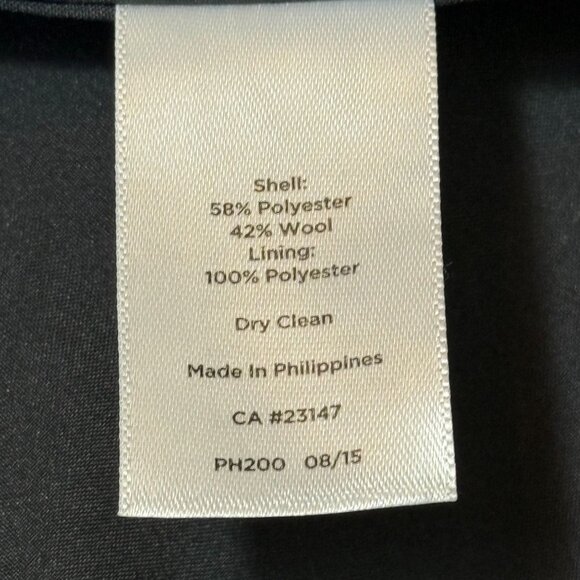 Shell:
58% Polyester
42% Wool
Lining:
100% Polyester
Dry Clean
Made In Philippines
CA #23147
PH200 08/15